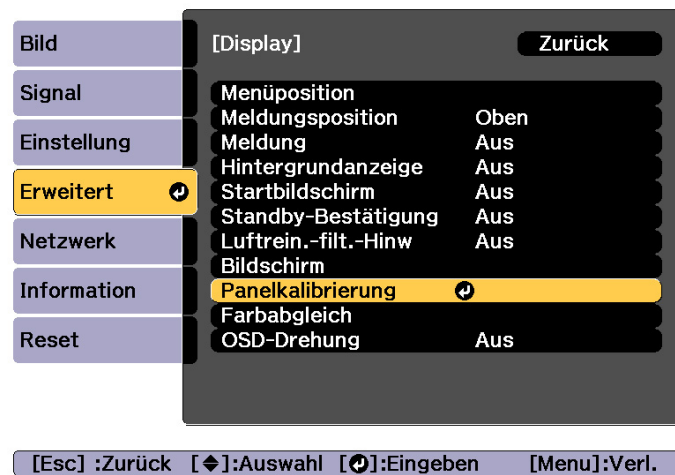 Bild
Signal
Einstellung
Erweitert
Netzwerk
Information
Reset
[Display] Zurück
Menüposition
Meldungsposition Oben
Meldung Aus
Hintergrundanzeige Aus
Startbildschirm Aus
Standby-Bestätigung Aus
Luftrein.-filt.-Hinw Aus
Bildschirm
Panelkalibrierung
Farbabgleich
OSD-Drehung Aus
[Esc] :Zurück [◆]:Auswahl [⏎]:Eingeben [Menu]:Verl.